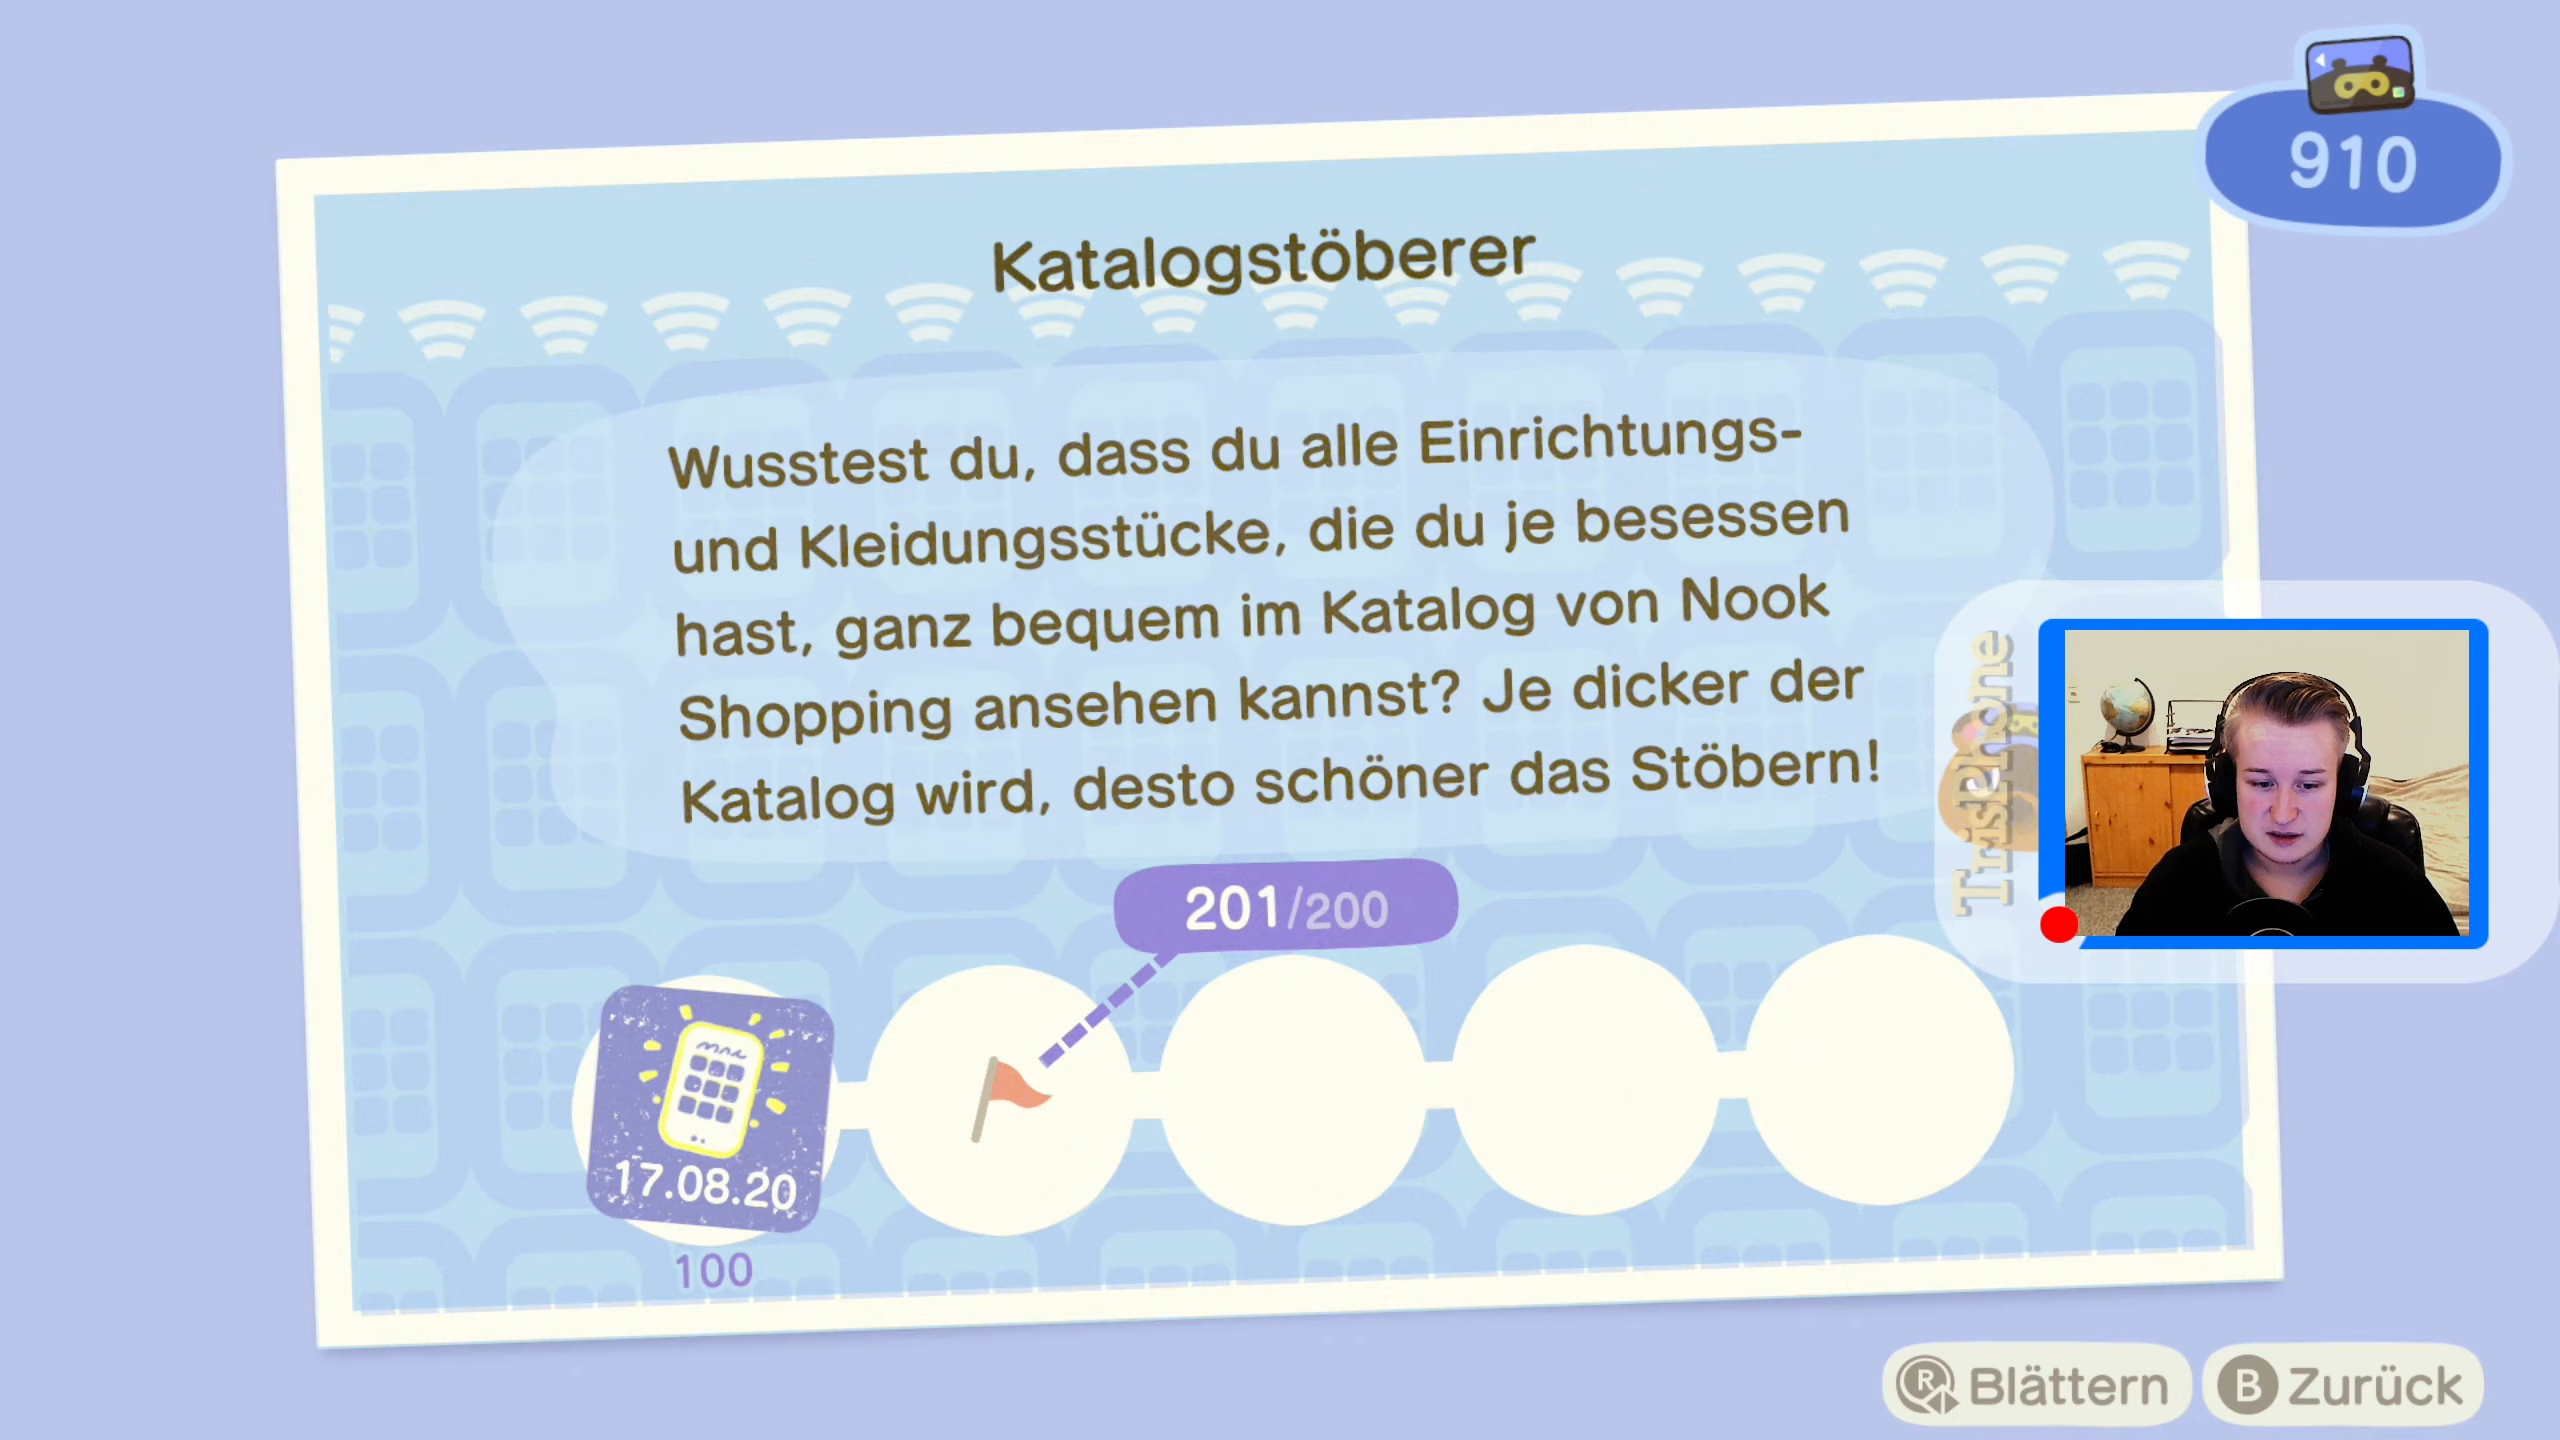 910
Katalogstöberer
Wusstest du, dass du alle Einrichtungs-
und Kleidungsstücke, die du je besessen
hast, ganz bequem im Katalog von Nook
Shopping ansehen kannst? Je dicker der
Katalog wird, desto schöner das Stöbern!
Trisphone
201/200
17.08.20
100
R Blättern
B Zurück